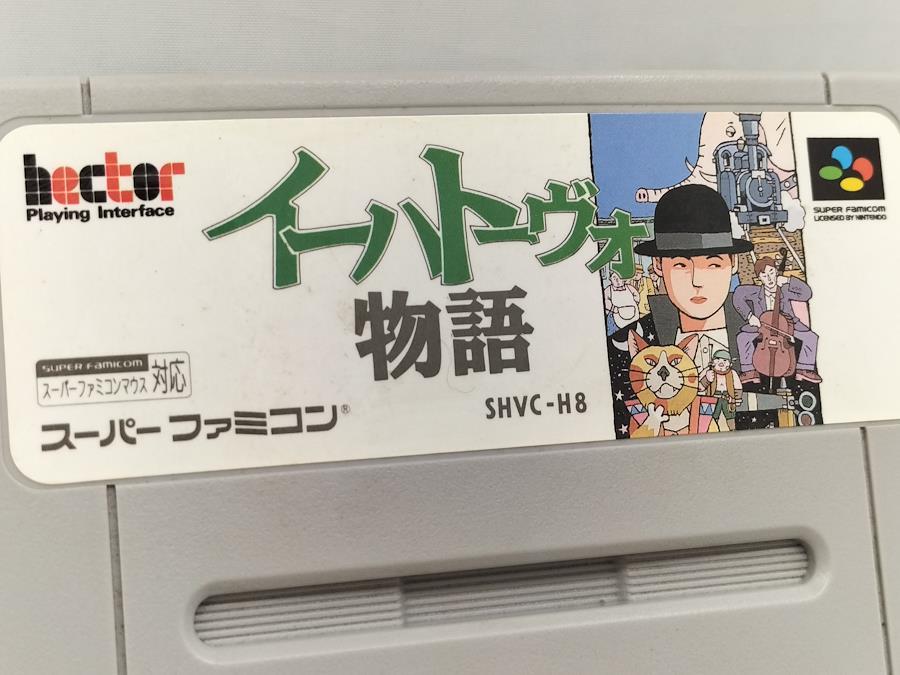 hector
Playing Interface
イーハトーヴォ
物語
SUPER FAMICOM
LICENSED BY NINTENDO
SUPER FAMICOM
スーパーファミコンマウス 対応
スーパーファミコン®
SHVC-H8